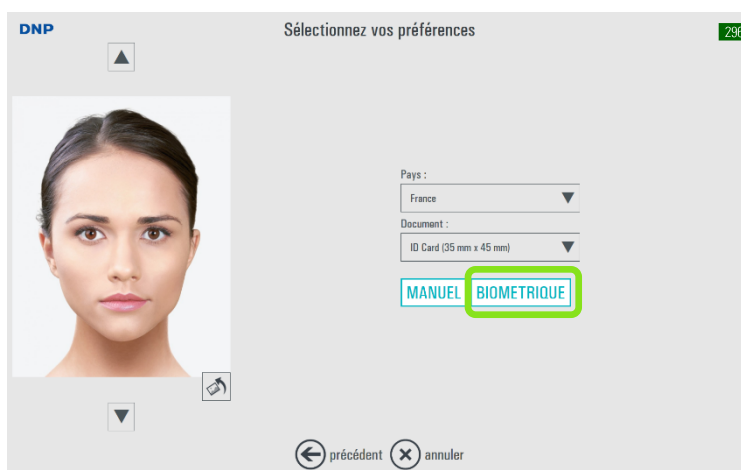 DNP
Sélectionnez vos préférences
296
Pays :
France
Document :
ID Card (35 mm x 45 mm)
MANUEL
BIOMETRIQUE
précédent
annuler